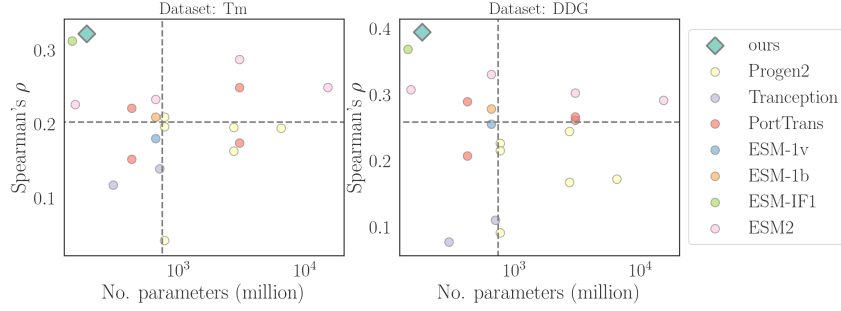 Dataset: Tm
Spearman's ρ
0.3
0.2
0.1
10³
10⁴
No. parameters (million)
Dataset: DDG
Spearman's ρ
0.4
0.3
0.2
0.1
10³
10⁴
No. parameters (million)
ours
Progen2
Tranception
PortTrans
ESM-1v
ESM-1b
ESM-IF1
ESM2